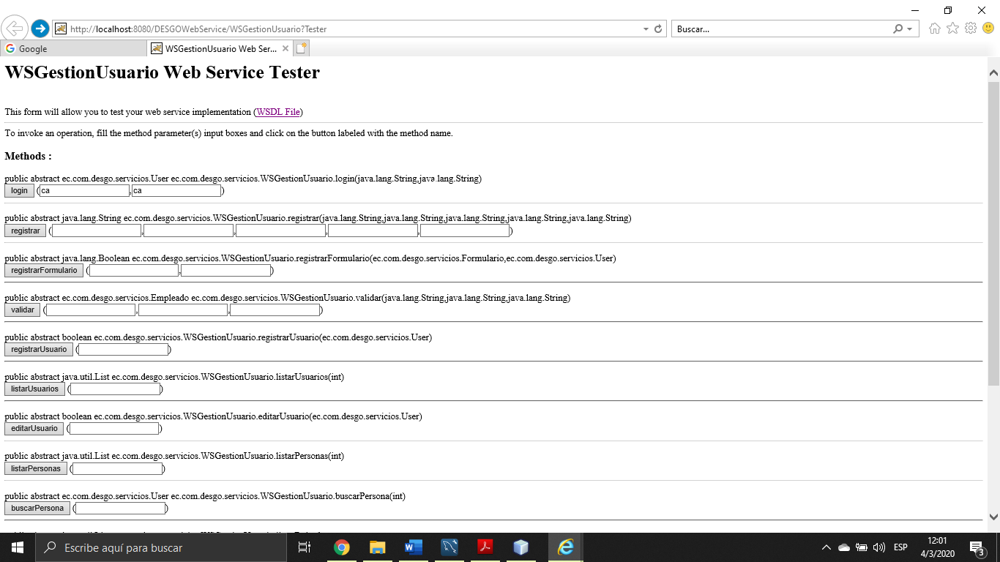 http://localhost:8080/DESGOWebService/WSGestionUsuario?Tester
Buscar...
Google
WSGestionUsuario Web Ser...
WSGestionUsuario Web Service Tester
This form will allow you to test your web service implementation (WSDL File)
To invoke an operation, fill the method parameter(s) input boxes and click on the button labeled with the method name.
Methods :
public abstract ec.com.desgo.servicios.User ec.com.desgo.servicios.WSGestionUsuario.login(java.lang.String,java.lang.String)
login (ca,ca)
public abstract java.lang.String ec.com.desgo.servicios.WSGestionUsuario.registrar(java.lang.String,java.lang.String,java.lang.String,java.lang.String,java.lang.String)
registrar ( , , , , )
public abstract java.lang.Boolean ec.com.desgo.servicios.WSGestionUsuario.registrarFormulario(ec.com.desgo.servicios.Formulario,ec.com.desgo.servicios.User)
registrarFormulario ( , )
public abstract ec.com.desgo.servicios.Empleado ec.com.desgo.servicios.WSGestionUsuario.validar(java.lang.String,java.lang.String,java.lang.String)
validar ( , , )
public abstract boolean ec.com.desgo.servicios.WSGestionUsuario.registrarUsuario(ec.com.desgo.servicios.User)
registrarUsuario ( )
public abstract java.util.List ec.com.desgo.servicios.WSGestionUsuario.listarUsuarios(int)
listarUsuarios ( )
public abstract boolean ec.com.desgo.servicios.WSGestionUsuario.editarUsuario(ec.com.desgo.servicios.User)
editarUsuario ( )
public abstract java.util.List ec.com.desgo.servicios.WSGestionUsuario.listarPersonas(int)
listarPersonas ( )
public abstract ec.com.desgo.servicios.User ec.com.desgo.servicios.WSGestionUsuario.buscarPersona(int)
buscarPersona ( )
Escribe aquí para buscar
ESP
12:01
4/3/2020
3